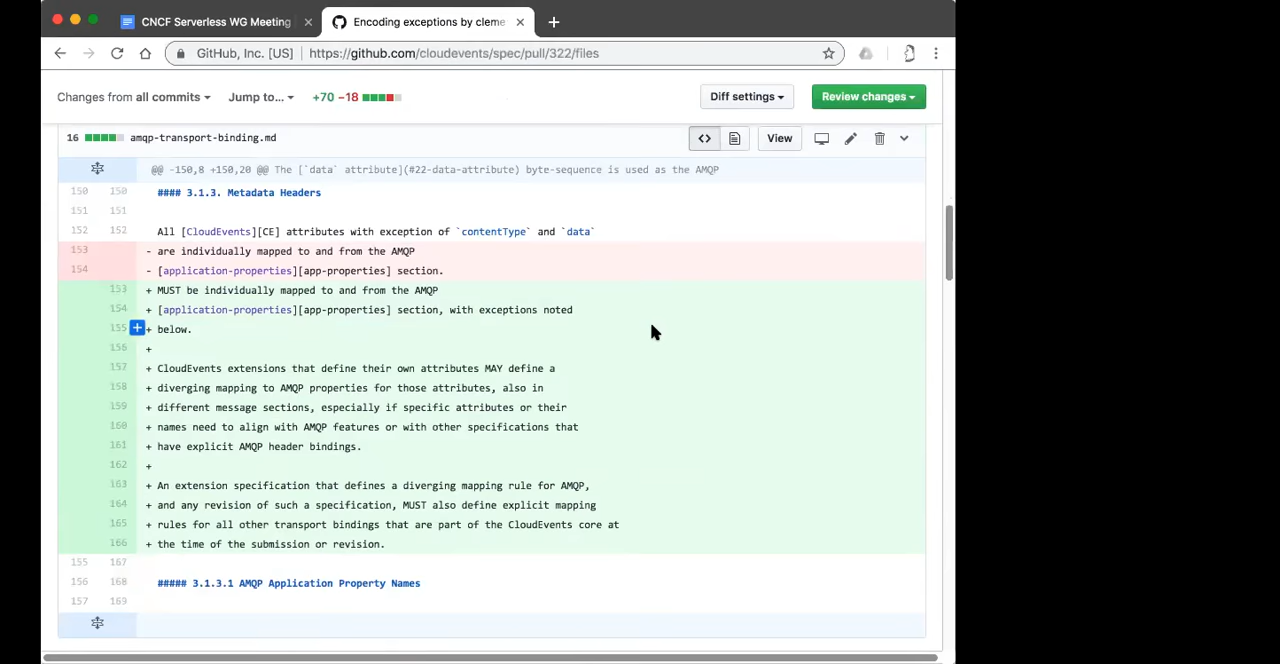 CNCF Serverless WG Meeting
Encoding exceptions by cleme
GitHub, Inc. [US] | https://github.com/cloudevents/spec/pull/322/files
Changes from all commits Jump to... +70 −18 Diff settings Review changes
16 amqp-transport-binding.md View
@@ -150,8 +150,20 @@ The [`data` attribute](#22-data-attribute) byte-sequence is used as the AMQP
150 150 #### 3.1.3. Metadata Headers
151 151
152 152 All [CloudEvents][CE] attributes with exception of `contentType` and `data`
153 - are individually mapped to and from the AMQP
154 - [application-properties][app-properties] section.
153 + MUST be individually mapped to and from the AMQP
154 + [application-properties][app-properties] section, with exceptions noted
155 + below.
156 +
157 + CloudEvents extensions that define their own attributes MAY define a
158 + diverging mapping to AMQP properties for those attributes, also in
159 + different message sections, especially if specific attributes or their
160 + names need to align with AMQP features or with other specifications that
161 + have explicit AMQP header bindings.
162 +
163 + An extension specification that defines a diverging mapping rule for AMQP,
164 + and any revision of such a specification, MUST also define explicit mapping
165 + rules for all other transport bindings that are part of the CloudEvents core at
166 + the time of the submission or revision.
155 167
156 168 ##### 3.1.3.1 AMQP Application Property Names
157 169